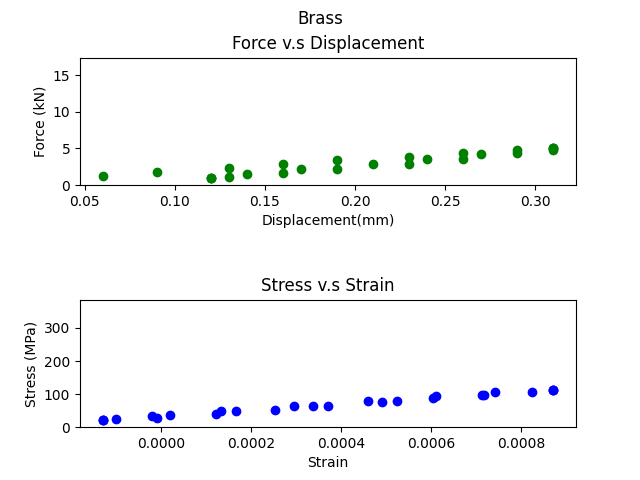 Brass
Force v.s Displacement
Force (kN)
15
10
5
0
0.05 0.10 0.15 0.20 0.25 0.30
Displacement(mm)
Stress v.s Strain
Stress (MPa)
300
200
100
0
0.0000 0.0002 0.0004 0.0006 0.0008
Strain